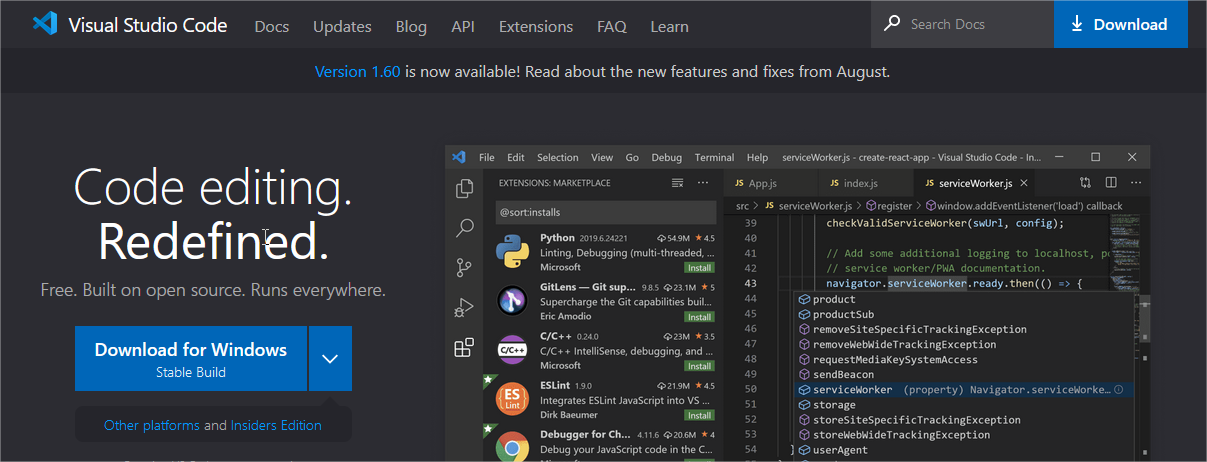 Visual Studio Code Docs Updates Blog API Extensions FAQ Learn Search Docs Download
Version 1.60 is now available! Read about the new features and fixes from August.
Code editing.
Redefined.
Free. Built on open source. Runs everywhere.
Download for Windows
Stable Build
Other platforms and Insiders Edition
File Edit Selection View Go Debug Terminal Help serviceWorker.js - create-react-app - Visual Studio Code - In...
EXTENSIONS: MARKETPLACE
@sort:installs
Python 2019.6.24221 54.9M 4.5
Linting, Debugging (multi-threaded, ...
Microsoft Install
GitLens — Git sup... 9.8.5 23.1M 5
Supercharge the Git capabilities buil...
Eric Amodio Install
C/C++ 0.24.0 23M 3.5
C/C++ IntelliSense, debugging, and ...
Microsoft Install
ESLint 1.9.0 21.9M 4.5
Integrates ESLint JavaScript into VS ...
Dirk Baeumer Install
Debugger for Ch... 4.11.6 20.6M 4
Debug your JavaScript code in the C...
Microsoft Install
JS App.js JS index.js JS serviceWorker.js
src > JS serviceWorker.js > register > window.addEventListener('load') callback
39 checkValidServiceWorker(swUrl, config);
40
41 // Add some additional logging to localhost, po
42 // service worker/PWA documentation.
43 navigator.serviceWorker.ready.then(() => {
44 product
45 productSub
46 removeSiteSpecificTrackingException
47 removeWebWideTrackingException
48 requestMediaKeySystemAccess
49 sendBeacon
50 serviceWorker (property) Navigator.serviceWorke...
51 storage
52 storeSiteSpecificTrackingException
53 storeWebWideTrackingException
54 } userAgent